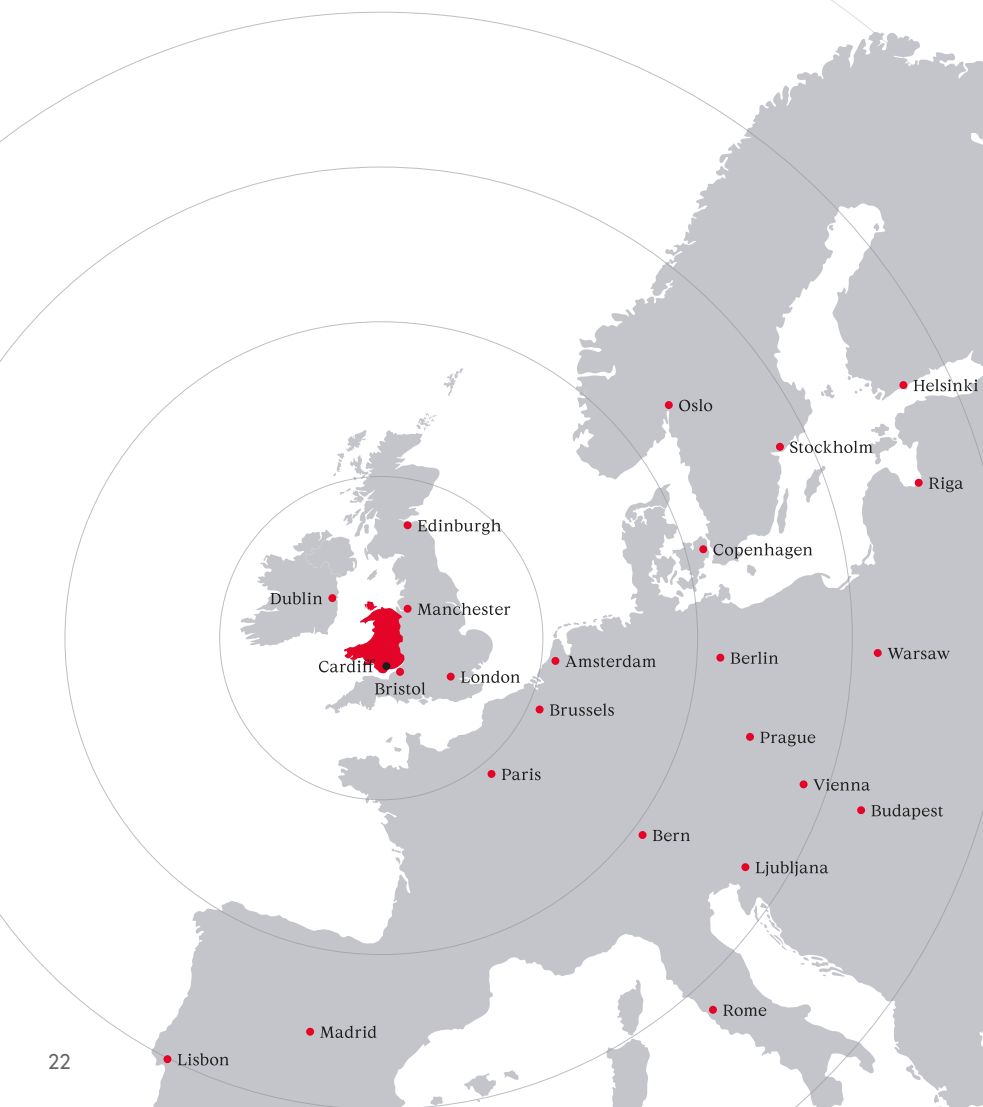 Helsinki
Oslo
Stockholm
Riga
Edinburgh
Copenhagen
Dublin
Manchester
Warsaw
Berlin
Amsterdam
Cardiff
London
Bristol
Brussels
Prague
Paris
Vienna
Budapest
Bern
Ljubljana
Rome
Madrid
Lisbon
22